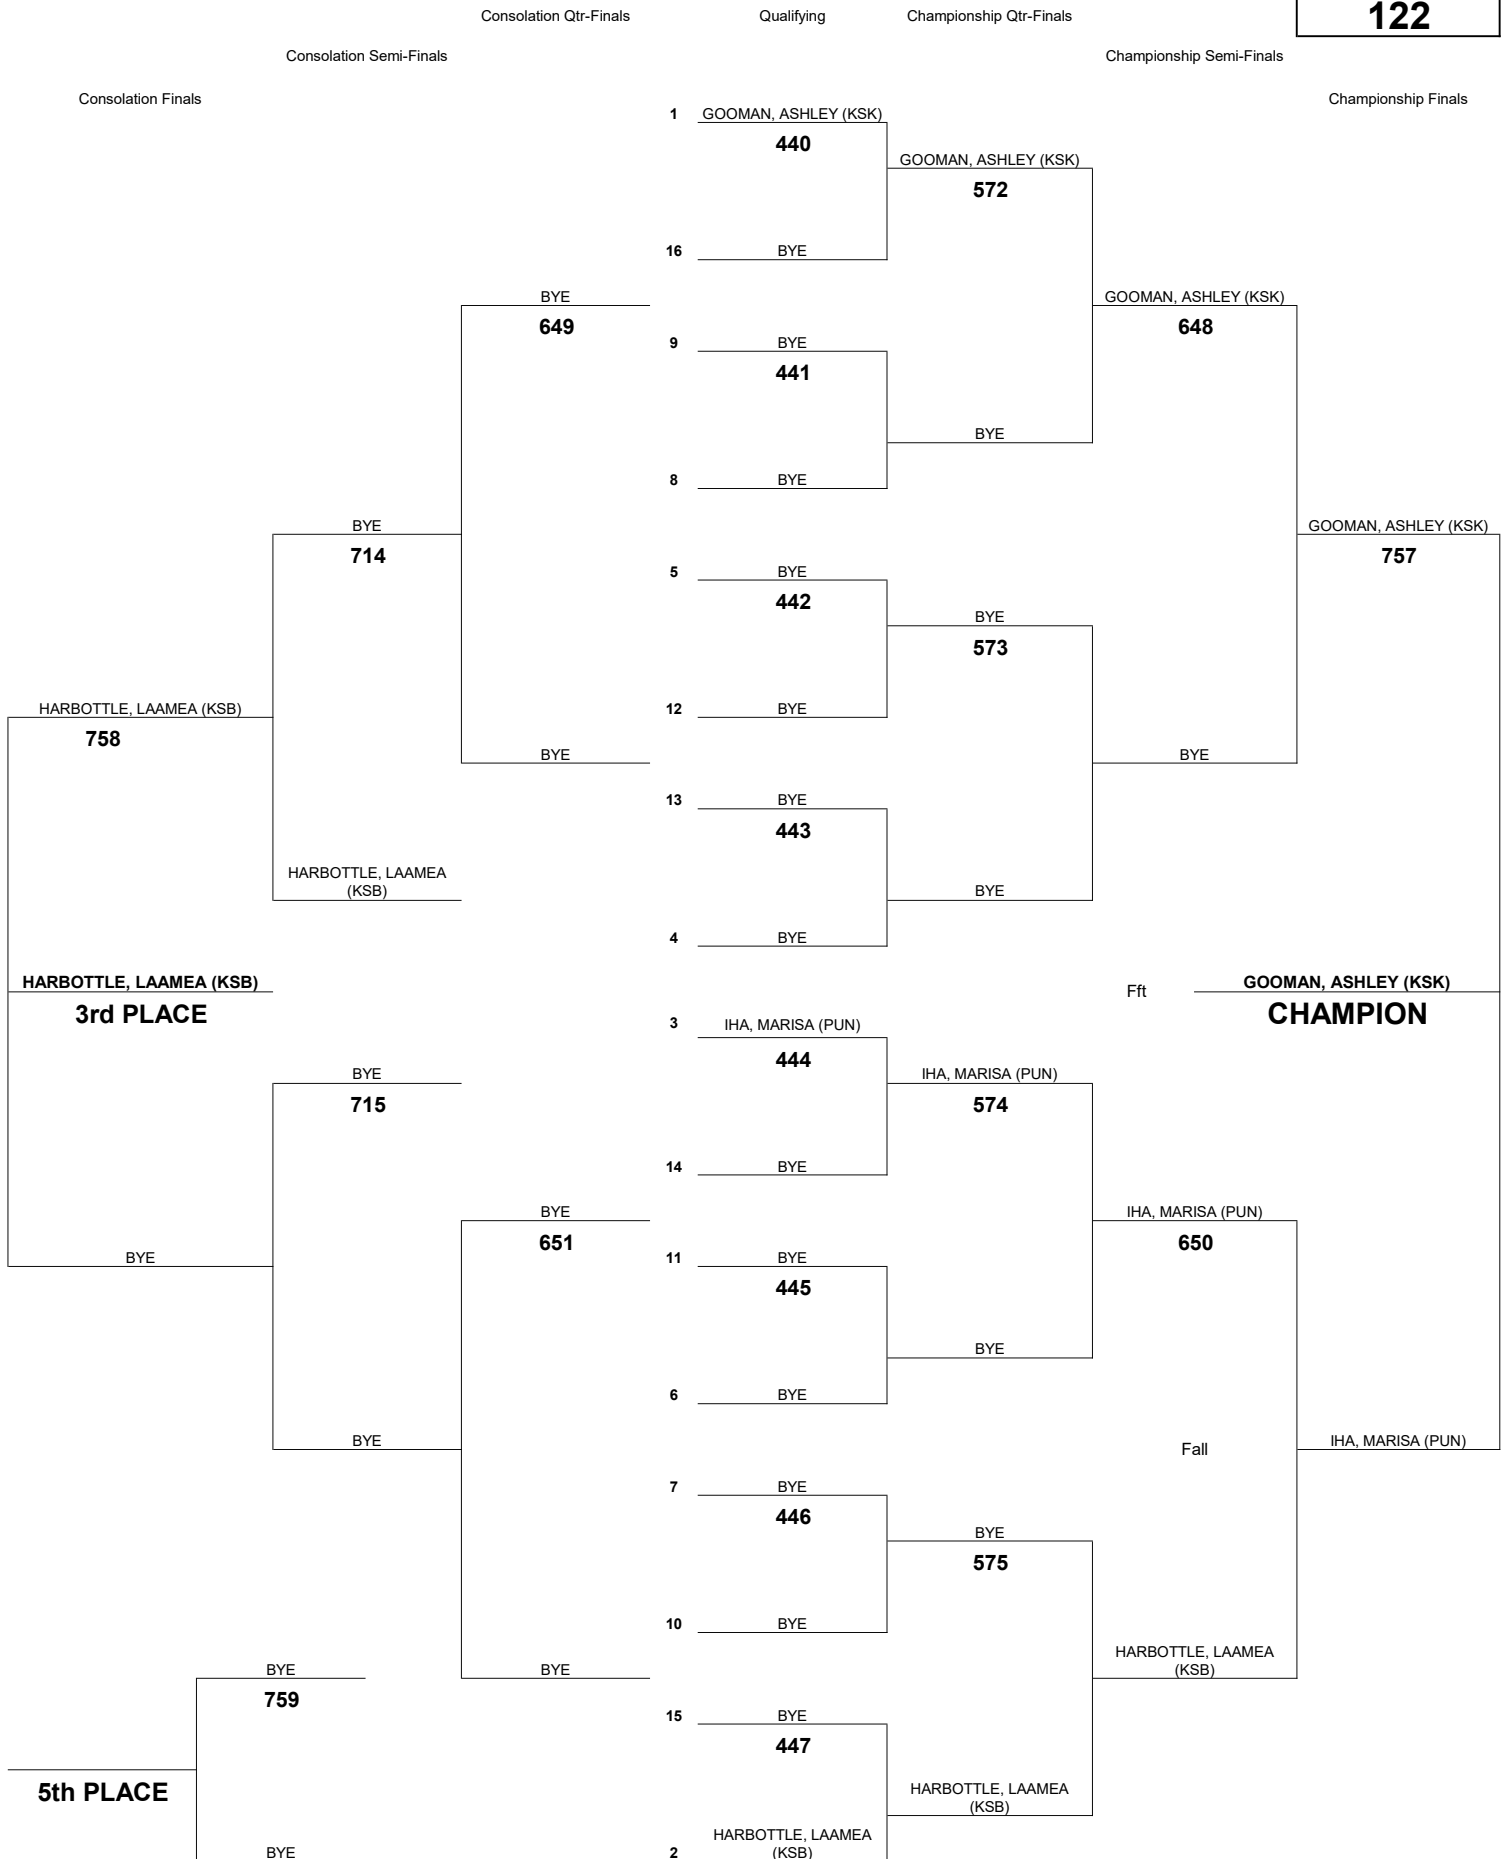 Consolation Qtr-Finals Qualifying Championship Qtr-Finals 122
Consolation Semi-Finals Championship Semi-Finals
Consolation Finals Championship Finals
1 GOOMAN, ASHLEY (KSK)
440
GOOMAN, ASHLEY (KSK)
572
16 BYE
BYE GOOMAN, ASHLEY (KSK)
649 648
9 BYE
441
BYE
8 BYE
BYE GOOMAN, ASHLEY (KSK)
714 757
5 BYE
442
BYE
573
HARBOTTLE, LAAMEA (KSB) 12 BYE
758
BYE BYE
13 BYE
443
HARBOTTLE, LAAMEA
(KSB) BYE
4 BYE
HARBOTTLE, LAAMEA (KSB) Fft GOOMAN, ASHLEY (KSK)
3rd PLACE CHAMPION
3 IHA, MARISA (PUN)
444
BYE IHA, MARISA (PUN)
715 574
14 BYE
BYE IHA, MARISA (PUN)
651 650
BYE 11 BYE
445
BYE
6 BYE
BYE Fall IHA, MARISA (PUN)
7 BYE
446
BYE
575
10 BYE
HARBOTTLE, LAAMEA
(KSB)
BYE BYE
759
15 BYE
447
5th PLACE
HARBOTTLE, LAAMEA
(KSB)
HARBOTTLE, LAAMEA
BYE 2 (KSB)